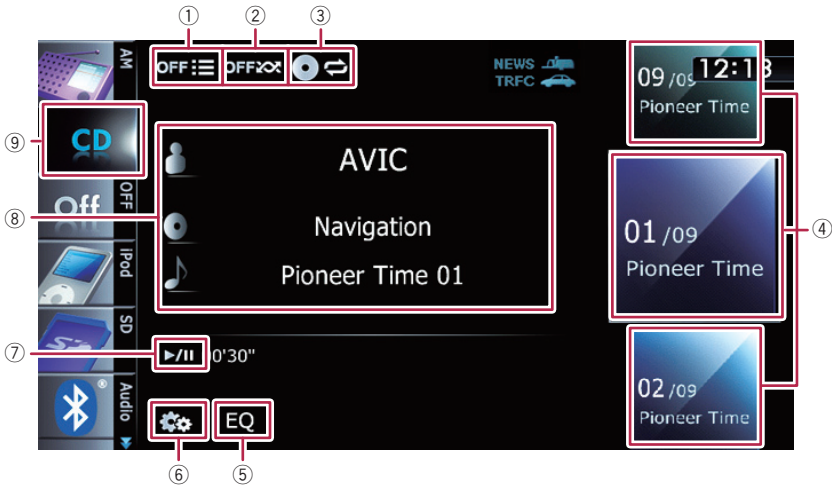 ① ② ③
AM
OFF
OFF
NEWS
TRFC
09/09
12:13
Pioneer Time
⑨
CD
AVIC
⑧
Off
OFF
Navigation
01/09
④
Pioneer Time
iPod
Pioneer Time 01
SD
⑦
0'30"
02/09
Pioneer Time
Audio
EQ
⑥ ⑤